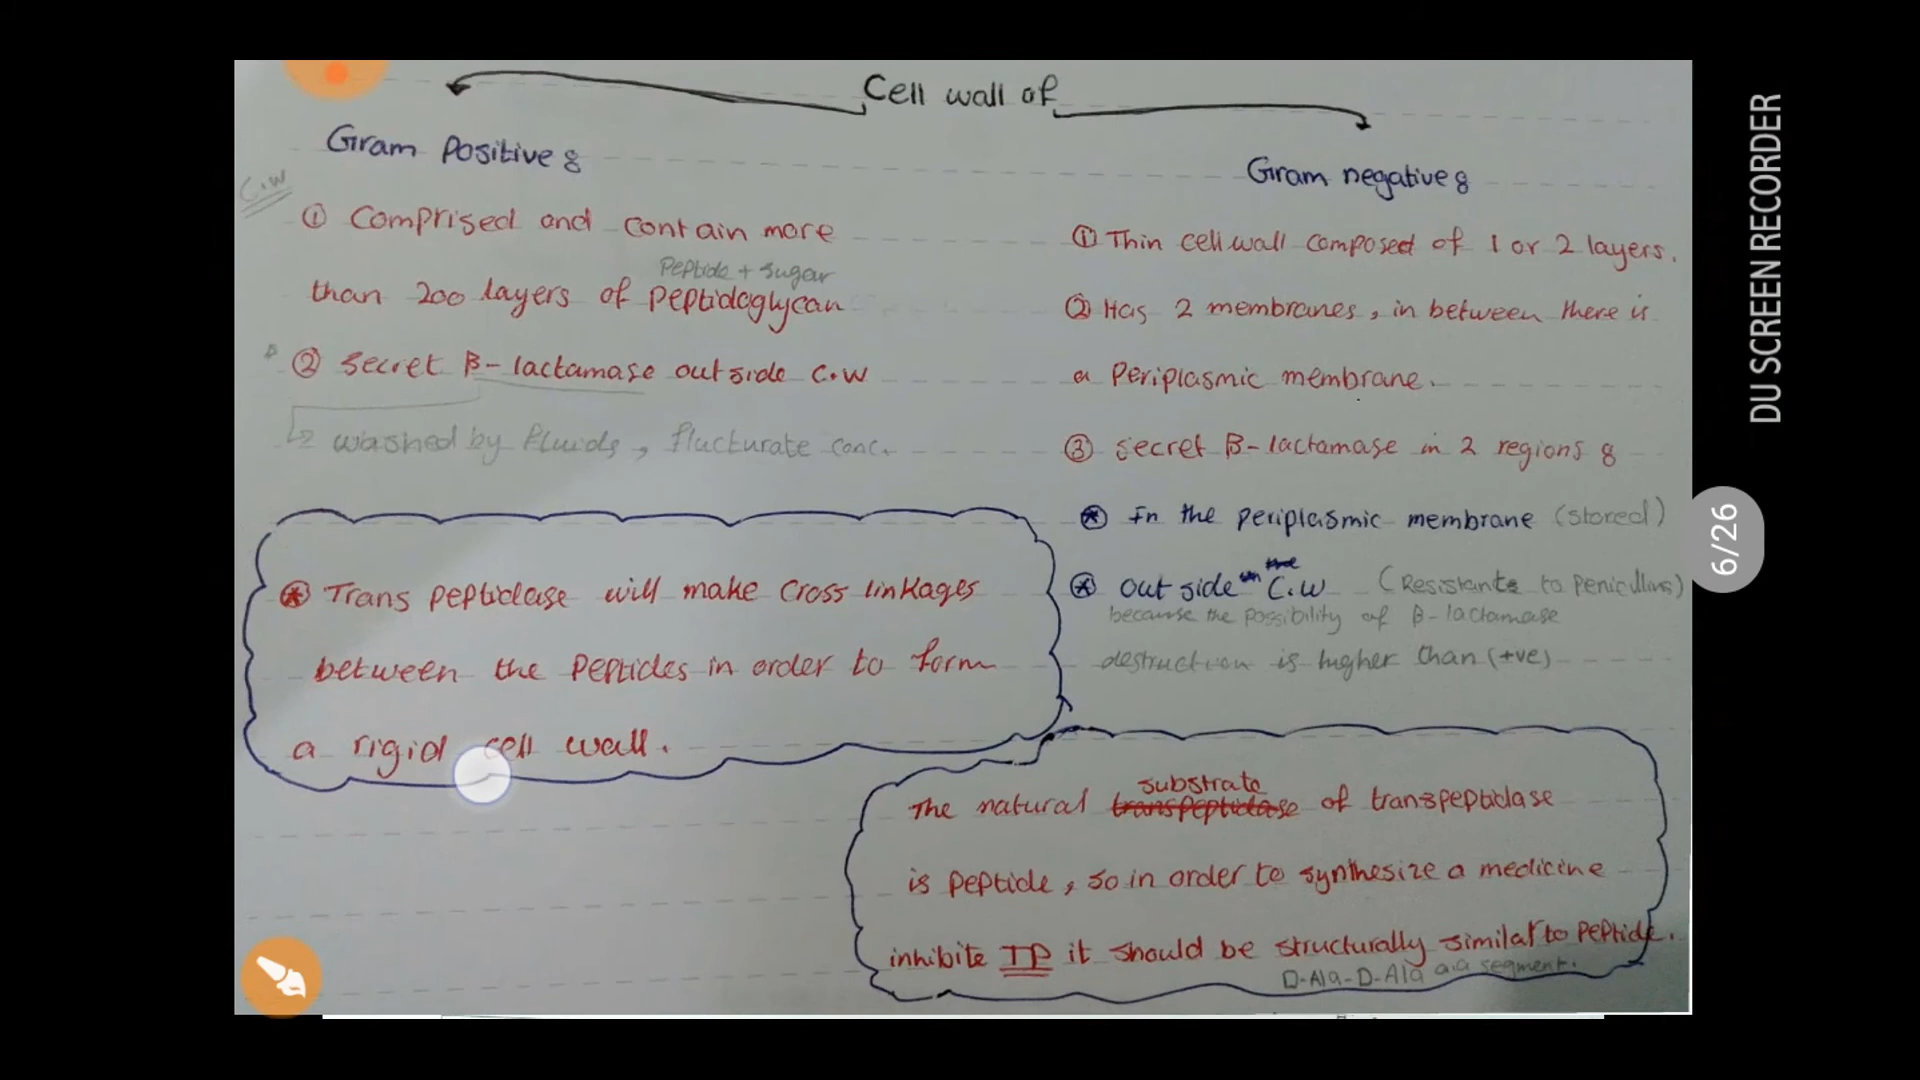 Cell wall of
Gram Positive :
C.W
① Comprised and contain more
Peptide + sugar
than 200 layers of peptidoglycan
② secret β-lactamase outside C.W
washed by fluids, flucturate conc.
Trans peptidase will make cross linkages
between the peptides in order to form
a rigid cell wall.
Gram negative :
① Thin cell wall composed of 1 or 2 layers.
② Has 2 membranes, in between there is
a Periplasmic membrane.
③ secret β-lactamase in 2 regions :
In the periplasmic membrane (stored)
out side the C.W (Resistants to penicillins)
because the possibility of β-lactamase
destruction is higher than (+ve)
substrate
The natural transpeptidase of transpeptidase
is peptide, so in order to synthesize a medicine
inhibite TP it should be structurally similar to peptide.
D-Ala-D-Ala a.a segment.
DU SCREEN RECORDER
6/26